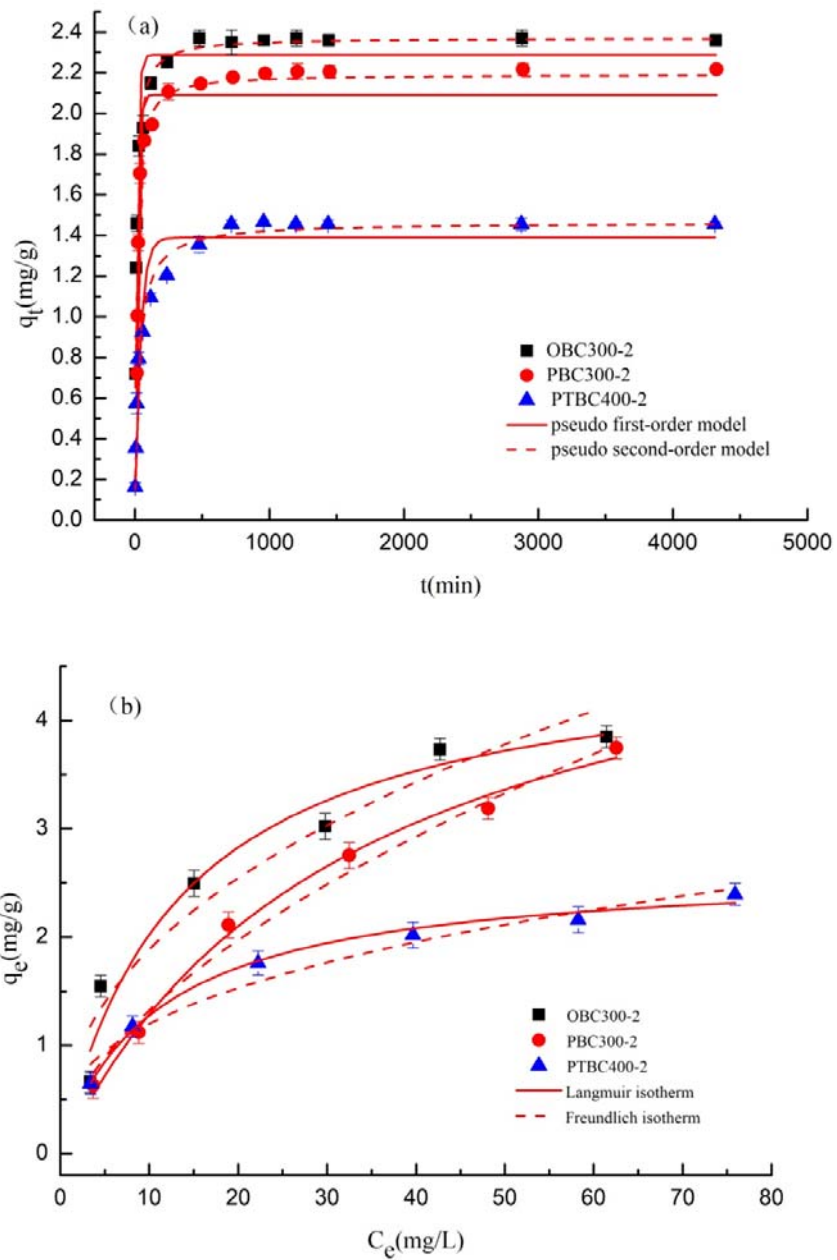 (a)
2.4
2.2
2.0
1.8
1.6
1.4
1.2
1.0
0.8
0.6
0.4
0.2
0.0
qt(mg/g)
OBC300-2
PBC300-2
PTBC400-2
pseudo first-order model
pseudo second-order model
0 1000 2000 3000 4000 5000
t(min)
(b)
4
3
2
1
0
qe(mg/g)
OBC300-2
PBC300-2
PTBC400-2
Langmuir isotherm
Freundlich isotherm
0 10 20 30 40 50 60 70 80
Ce(mg/L)